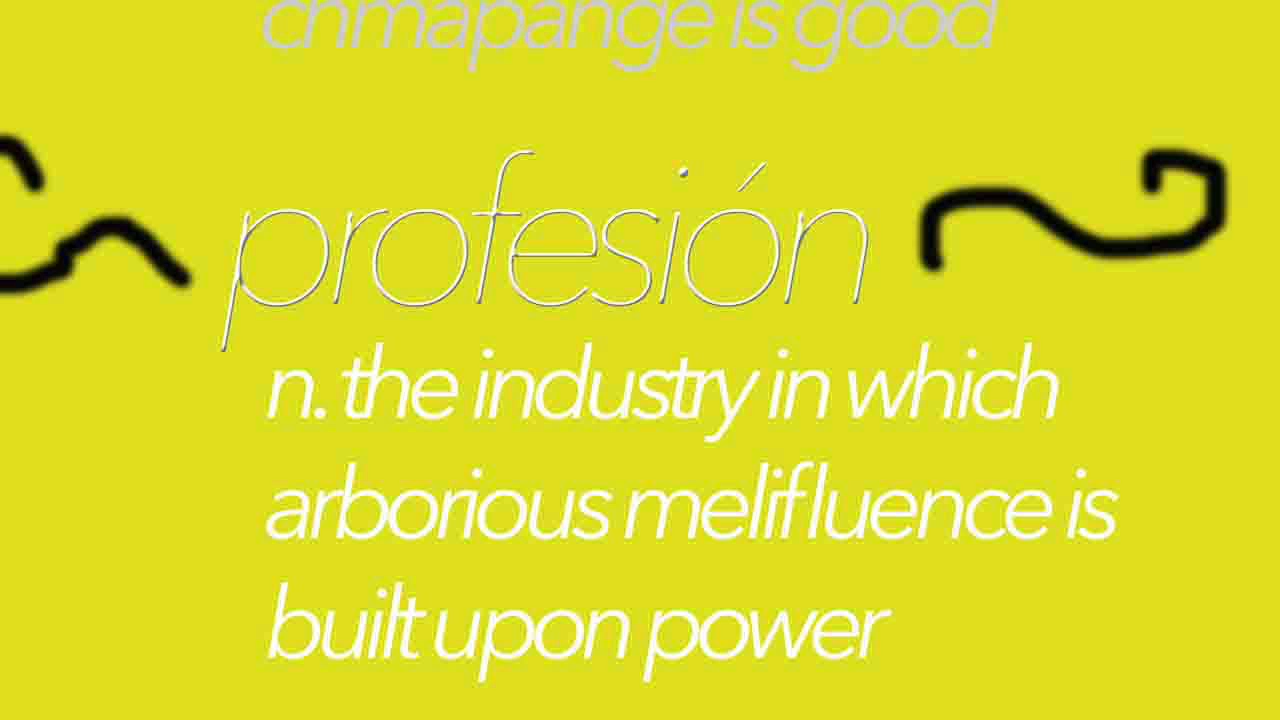 chmapange is good
profesión
n. the industry in which
arborious melifluence is
built upon power